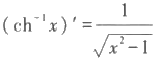 (ch⁻¹x)′ = 1/√(x²−1)